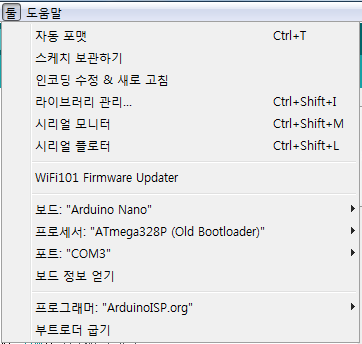 툴 도움말
자동 포맷 Ctrl+T
스케치 보관하기
인코딩 수정 & 새로 고침
라이브러리 관리... Ctrl+Shift+I
시리얼 모니터 Ctrl+Shift+M
시리얼 플로터 Ctrl+Shift+L
WiFi101 Firmware Updater
보드: "Arduino Nano"
프로세서: "ATmega328P (Old Bootloader)"
포트: "COM3"
보드 정보 얻기
프로그래머: "ArduinoISP.org"
부트로더 굽기